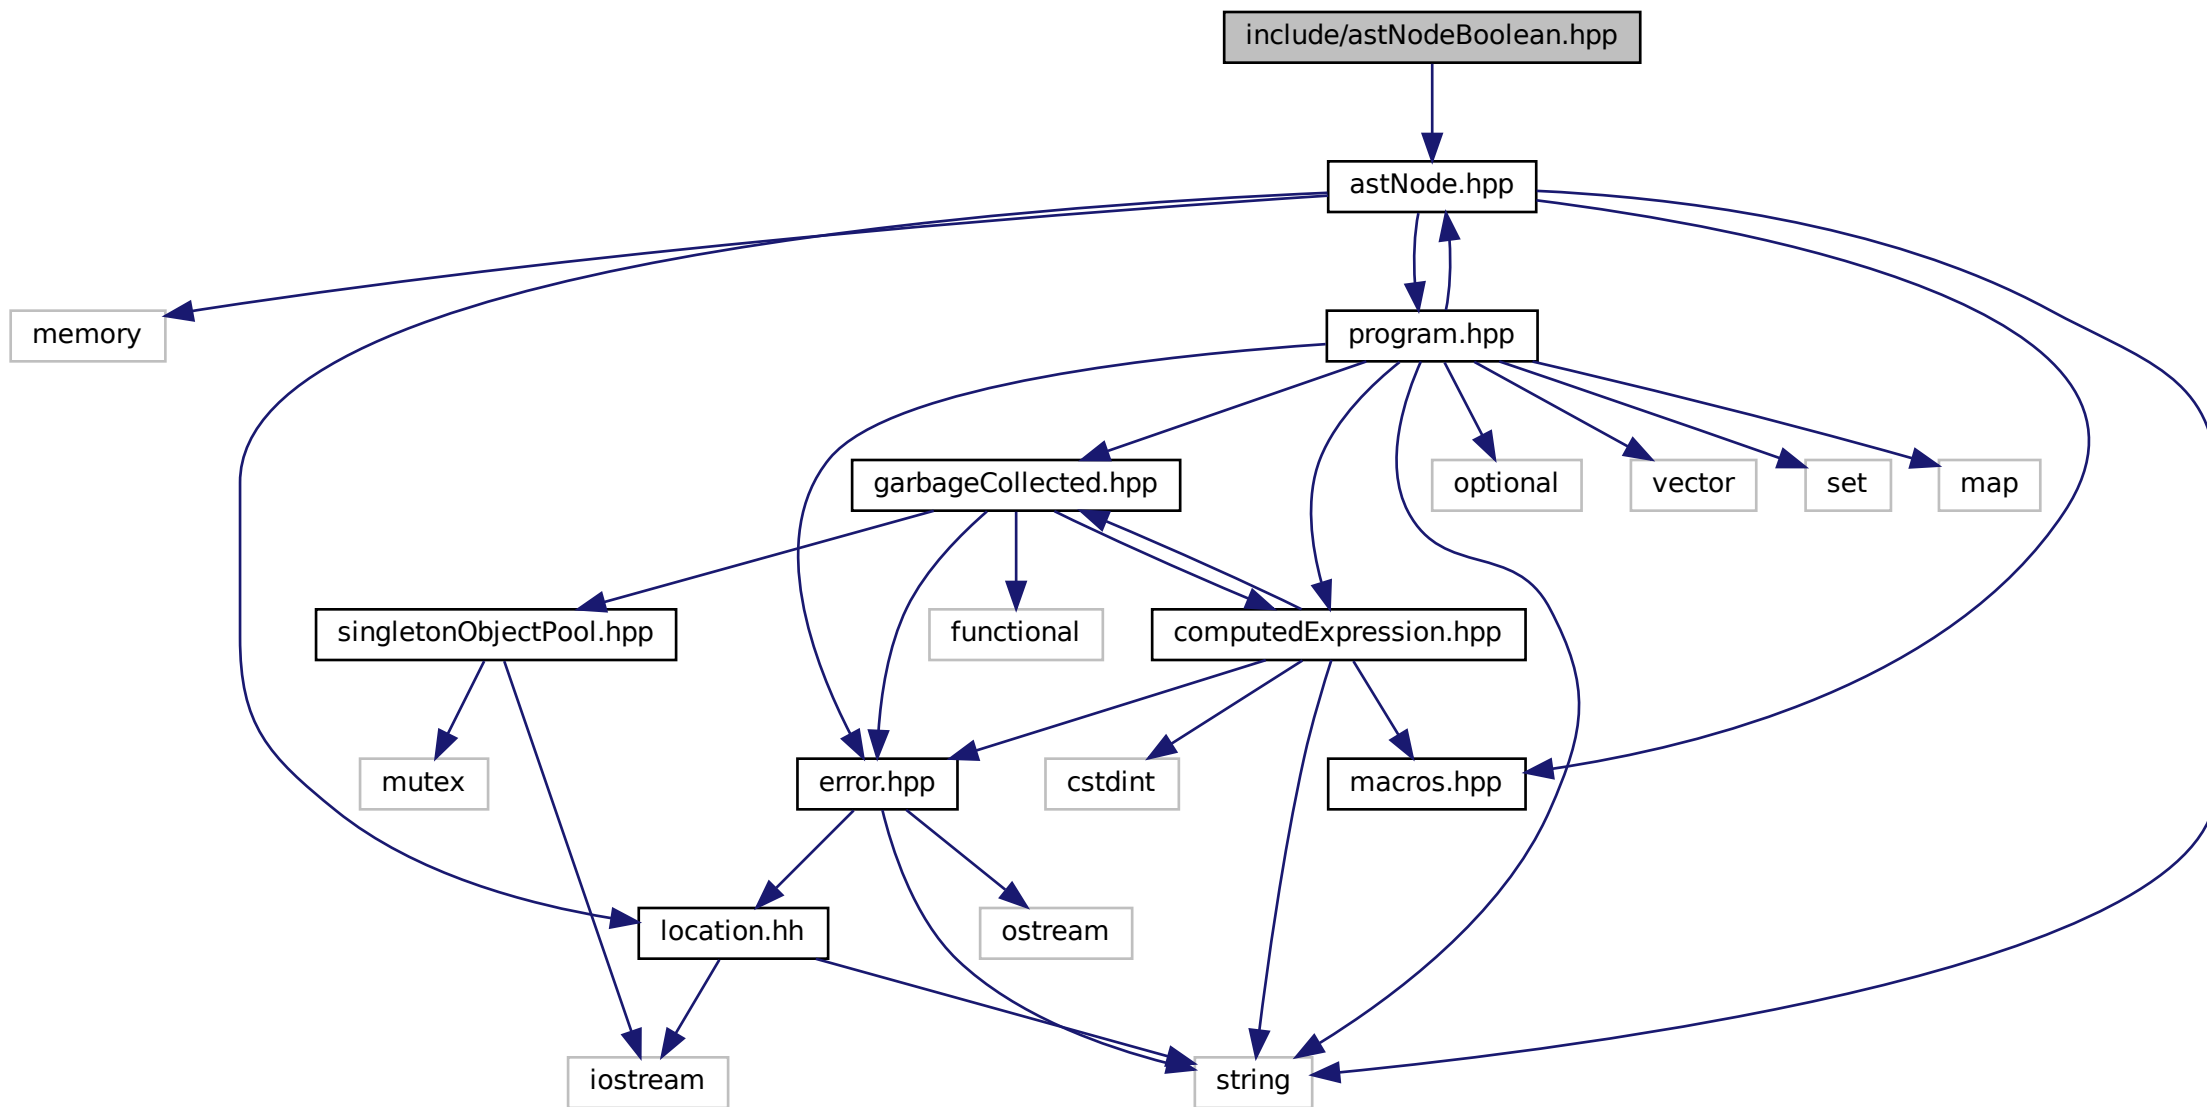 include/astNodeBoolean.hpp
astNode.hpp
memory
program.hpp
garbageCollected.hpp
optional
vector
set
map
singletonObjectPool.hpp
functional
computedExpression.hpp
mutex
error.hpp
cstdint
macros.hpp
location.hh
ostream
iostream
string